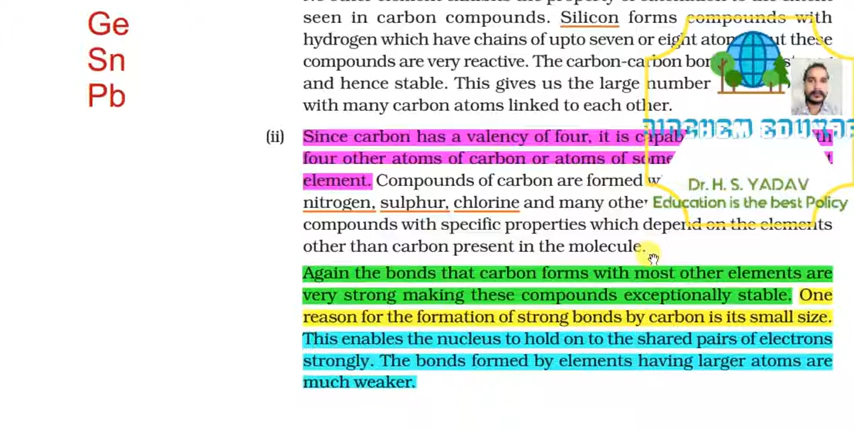 Ge
Sn
Pb
seen in carbon compounds. Silicon forms compounds with
hydrogen which have chains of upto seven or eight atom but these
compounds are very reactive. The carbon-carbon bon
and hence stable. This gives us the large number
with many carbon atoms linked to each other.
(ii) Since carbon has a valency of four, it is capab
four other atoms of carbon or atoms of some
element. Compounds of carbon are formed w
nitrogen, sulphur, chlorine and many othe
compounds with specific properties which depend on the elements
other than carbon present in the molecule.
Again the bonds that carbon forms with most other elements are
very strong making these compounds exceptionally stable. One
reason for the formation of strong bonds by carbon is its small size.
This enables the nucleus to hold on to the shared pairs of electrons
strongly. The bonds formed by elements having larger atoms are
much weaker.
Dr. H. S. YADAV
Education is the best Policy